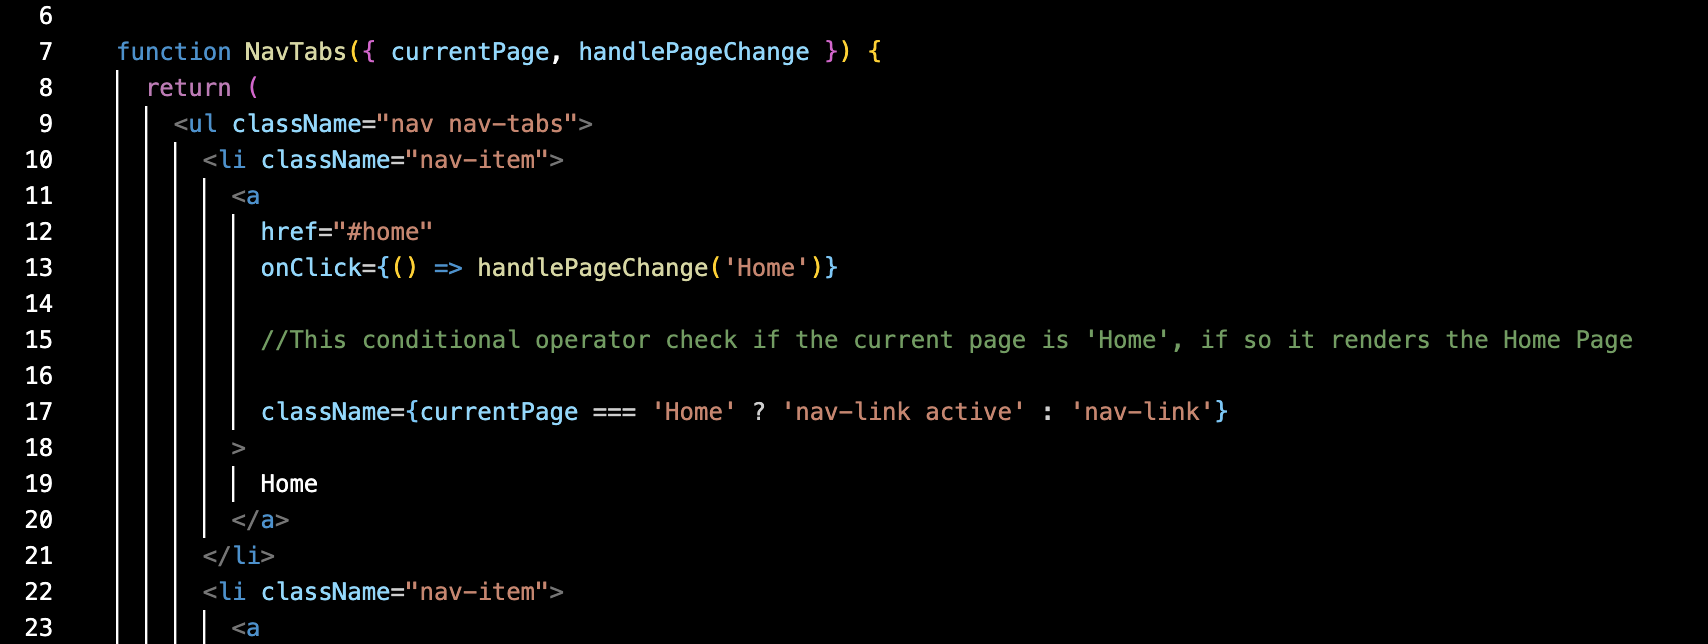 6
7 function NavTabs({ currentPage, handlePageChange }) {
8 return (
9 <ul className="nav nav-tabs">
10 <li className="nav-item">
11 <a
12 href="#home"
13 onClick={() => handlePageChange('Home')}
14
15 //This conditional operator check if the current page is 'Home', if so it renders the Home Page
16
17 className={currentPage === 'Home' ? 'nav-link active' : 'nav-link'}
18 >
19 Home
20 </a>
21 </li>
22 <li className="nav-item">
23 <a